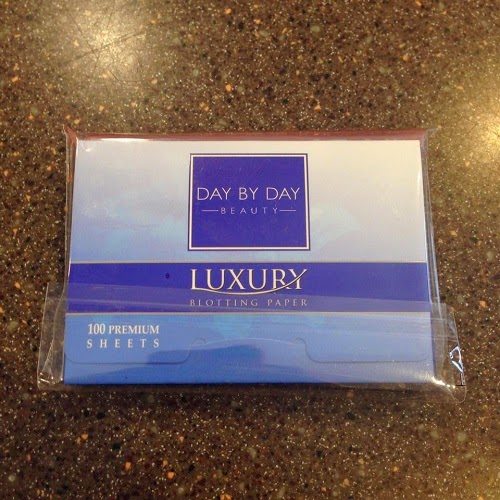 DAY BY DAY
BEAUTY
LUXURY
BLOTTING PAPER
100 PREMIUM
SHEETS